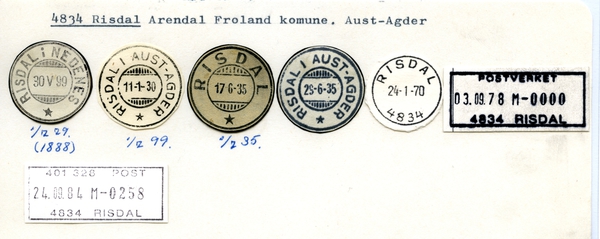 4834 Risdal Arendal Froland komune. Aust-Agder
RISDAL I NEDENES
30 V 99
RISDAL I AUST-AGDER
11-1-30
RISDAL
17-6-35
RISDAL I AUST-AGDER
28-6-35
RISDAL
24-1-70
4834
POSTVERKET
03.09.78 M-0000
4834 RISDAL
1/2 29.
(1888)
1/2 99.
2/2 35.
401 328 POST
24.09.84 M-0258
4834 RISDAL